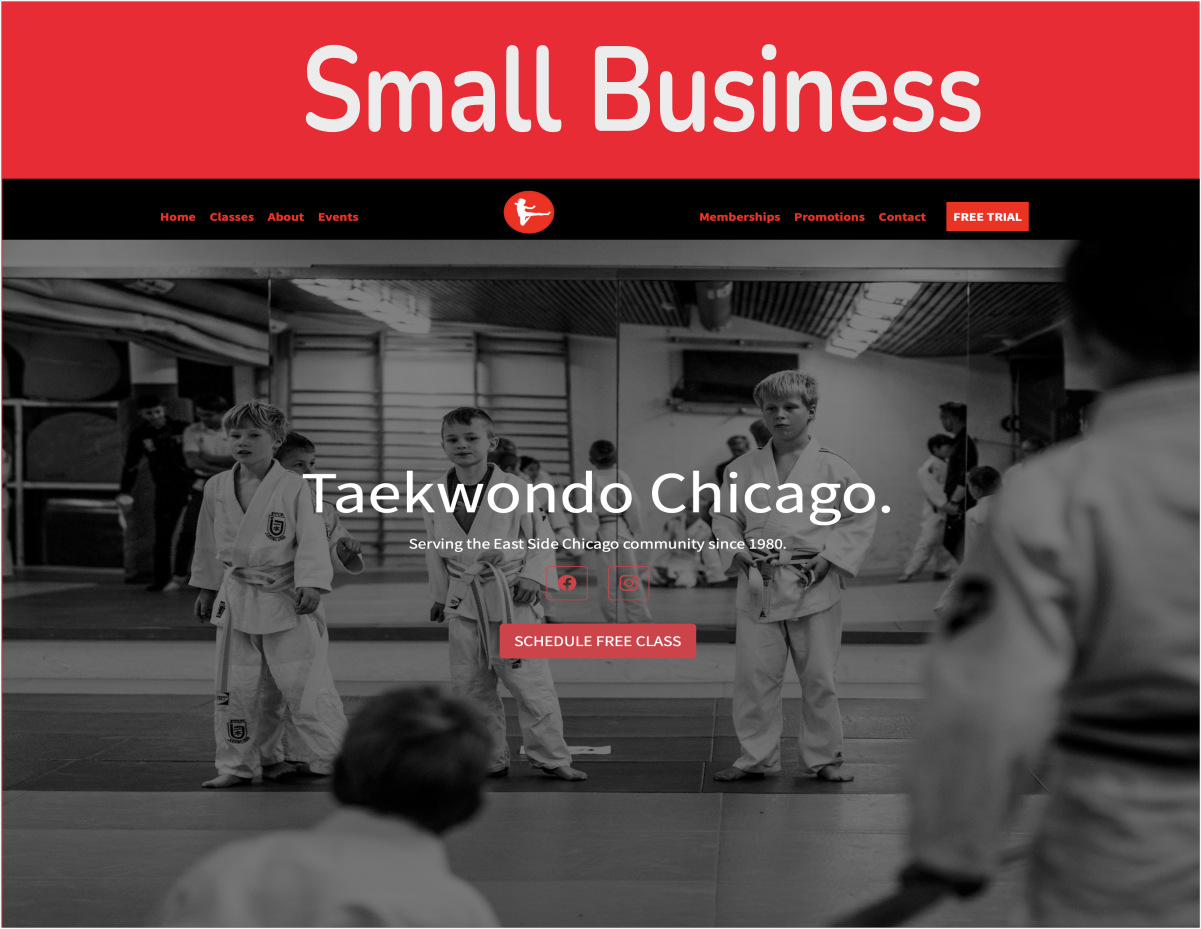 Small Business
Home Classes About Events Memberships Promotions Contact FREE TRIAL
Taekwondo Chicago.
Serving the East Side Chicago community since 1980.
SCHEDULE FREE CLASS